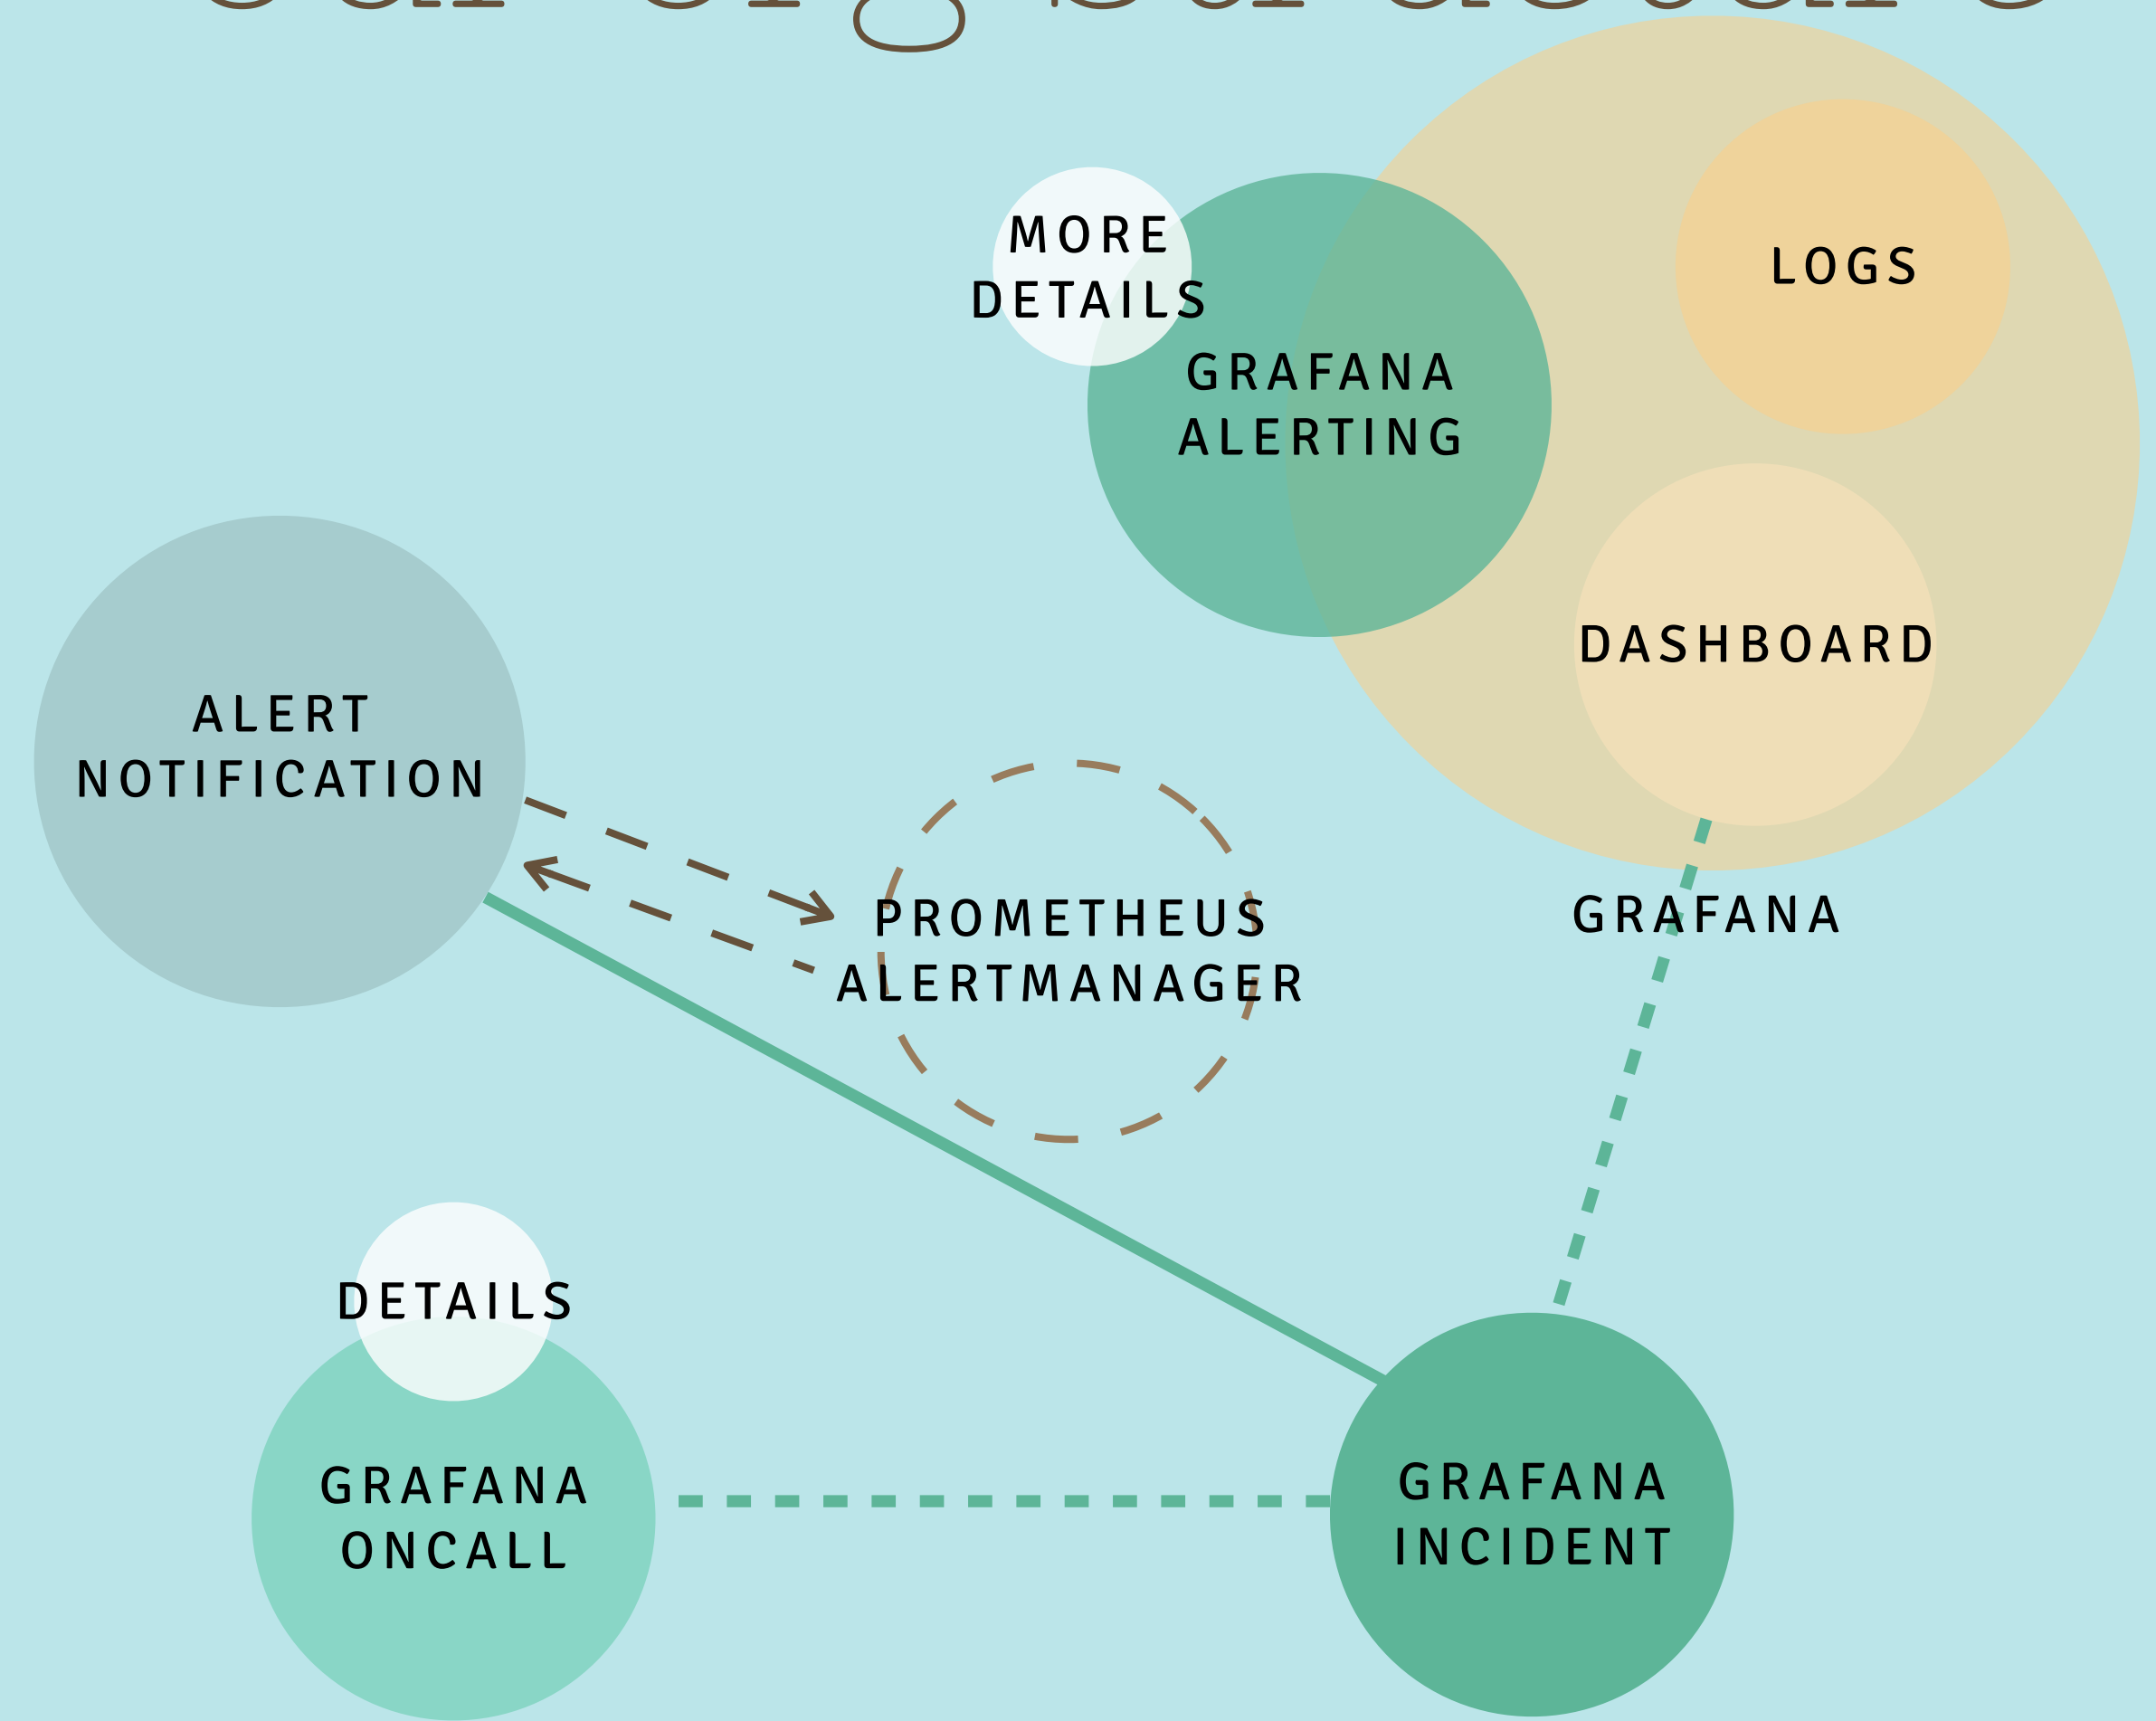 MORE
DETAILS
LOGS
GRAFANA
ALERTING
DASHBOARD
ALERT
NOTIFICATION
PROMETHEUS
ALERTMANAGER
GRAFANA
DETAILS
GRAFANA
ONCALL
GRAFANA
INCIDENT